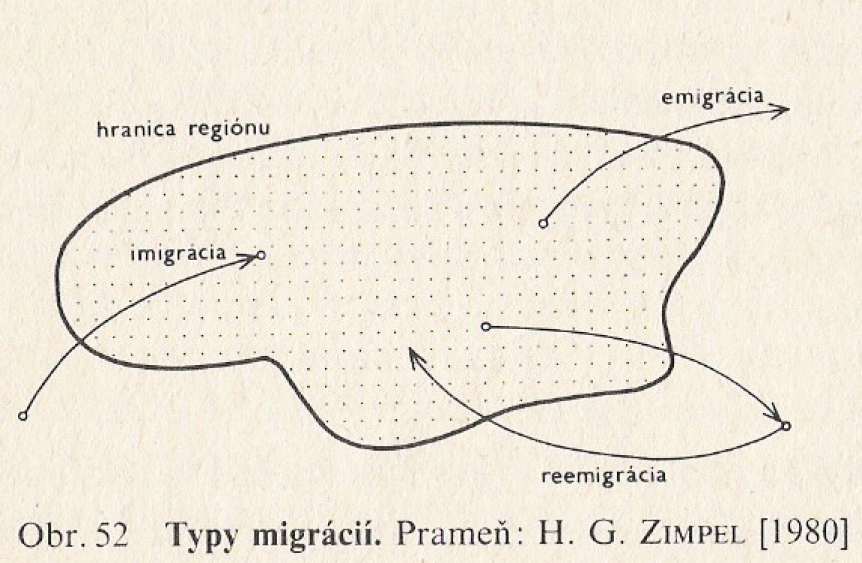 emigrácia
hranica regiónu
imigrácia
reemigrácia
Obr. 52 Typy migrácií. Prameň: H. G. ZIMPEL [1980]